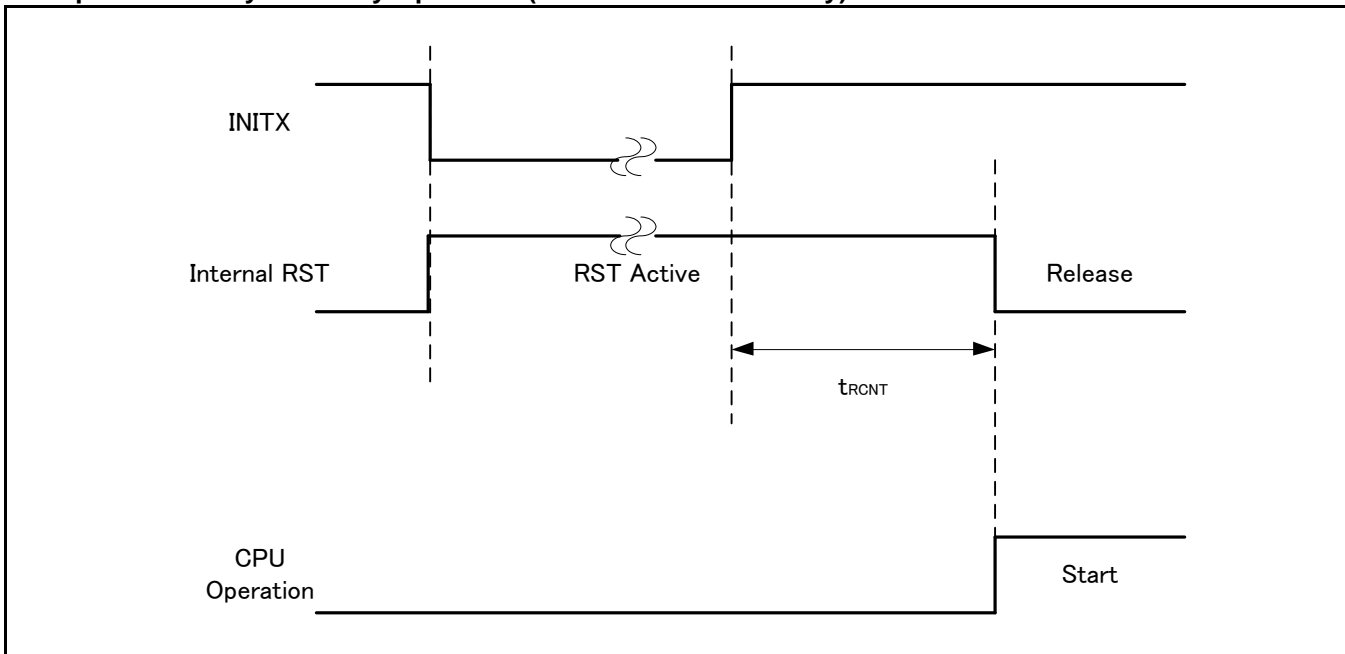 INITX
Internal RST
RST Active
Release
tRCNT
CPU
Operation
Start